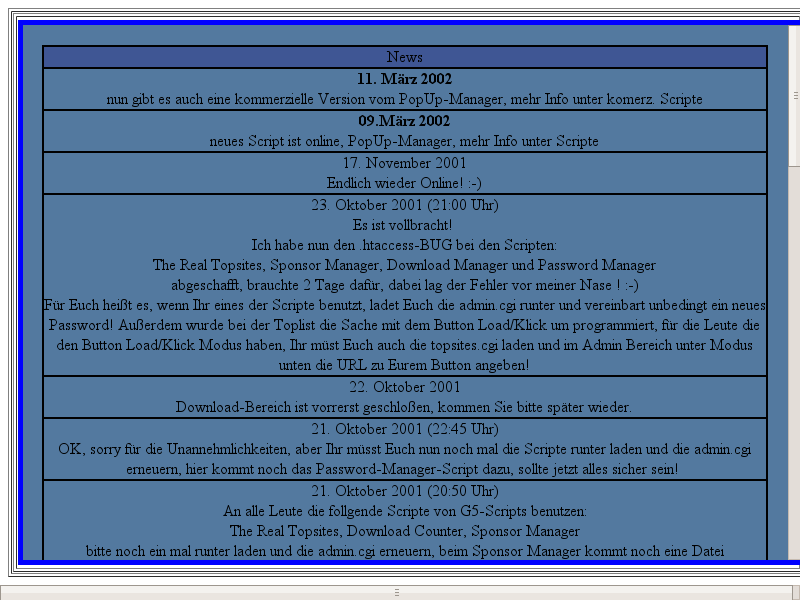 News
11. März 2002
nun gibt es auch eine kommerzielle Version vom PopUp-Manager, mehr Info unter komerz. Scripte
09.März 2002
neues Script ist online, PopUp-Manager, mehr Info unter Scripte
17. November 2001
Endlich wieder Online! :-)
23. Oktober 2001 (21:00 Uhr)
Es ist vollbracht!
Ich habe nun den .htaccess-BUG bei den Scripten:
The Real Topsites, Sponsor Manager, Download Manager und Password Manager
abgeschafft, brauchte 2 Tage dafür, dabei lag der Fehler vor meiner Nase ! :-)
Für Euch heißt es, wenn Ihr eines der Scripte benutzt, ladet Euch die admin.cgi runter und vereinbart unbedingt ein neues
Password! Außerdem wurde bei der Toplist die Sache mit dem Button Load/Klick um programmiert, für die Leute die
den Button Load/Klick Modus haben, Ihr müst Euch auch die topsites.cgi laden und im Admin Bereich unter Modus
unten die URL zu Eurem Button angeben!
22. Oktober 2001
Download-Bereich ist vorrerst geschloßen, kommen Sie bitte später wieder.
21. Oktober 2001 (22:45 Uhr)
OK, sorry für die Unannehmlichkeiten, aber Ihr müsst Euch nun noch mal die Scripte runter laden und die admin.cgi
erneuern, hier kommt noch das Password-Manager-Script dazu, sollte jetzt alles sicher sein!
21. Oktober 2001 (20:50 Uhr)
An alle Leute die follgende Scripte von G5-Scripts benutzen:
The Real Topsites, Download Counter, Sponsor Manager
bitte noch ein mal runter laden und die admin.cgi erneuern, beim Sponsor Manager kommt noch eine Datei